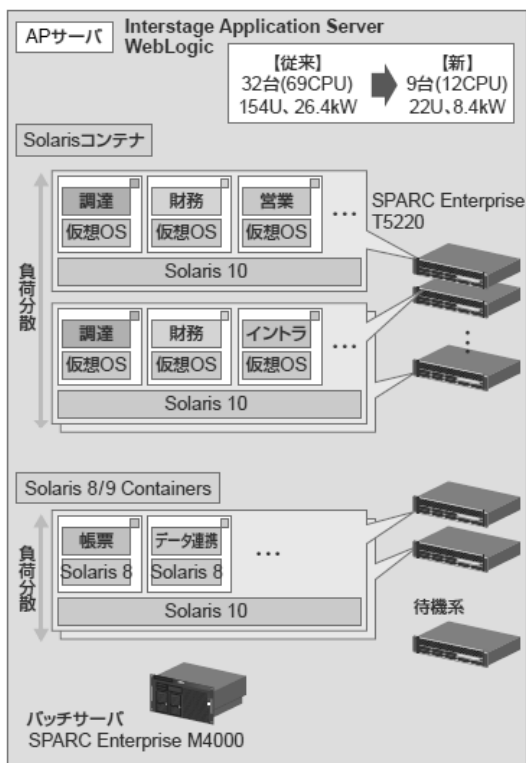 APサーバ
Interstage Application Server
WebLogic
【従来】
32台(69CPU)
154U、26.4kW
【新】
9台(12CPU)
22U、8.4kW
Solarisコンテナ
負荷分散
調達
仮想OS
財務
仮想OS
営業
仮想OS
…
Solaris 10
SPARC Enterprise
T5220
調達
仮想OS
財務
仮想OS
イントラ
仮想OS
…
Solaris 10
Solaris 8/9 Containers
負荷分散
帳票
Solaris 8
データ連携
Solaris 8
…
Solaris 10
待機系
バッチサーバ
SPARC Enterprise M4000